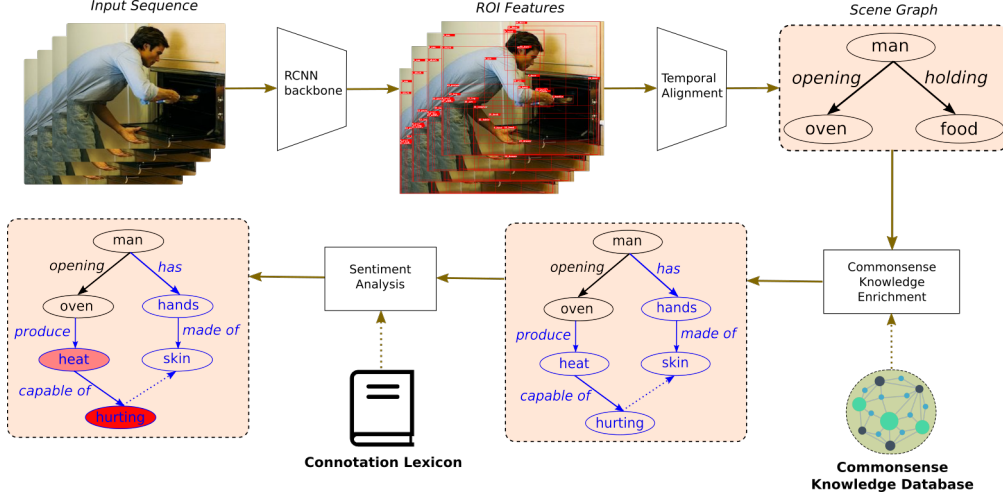 Input Sequence
ROI Features
Scene Graph
RCNN
backbone
Temporal
Alignment
man
opening
holding
oven
food
man
opening
has
oven
hands
produce
made of
heat
skin
capable of
hurting
Sentiment
Analysis
man
opening
has
oven
hands
produce
made of
heat
skin
capable of
hurting
Commonsense
Knowledge
Enrichment
Connotation Lexicon
Commonsense
Knowledge Database